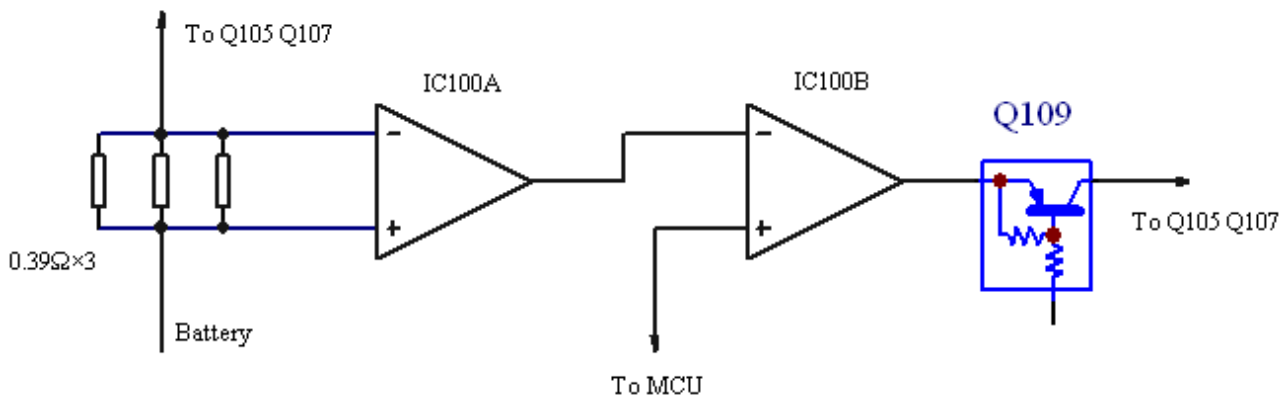 To Q105 Q107
IC100A
IC100B
Q109
−
−
+
+
To Q105 Q107
0.39Ω×3
Battery
To MCU